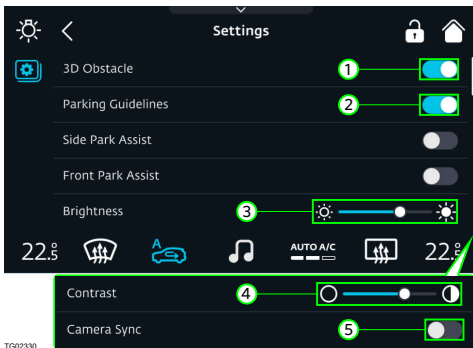 Settings
3D Obstacle 1
Parking Guidelines 2
Side Park Assist
Front Park Assist
Brightness 3
22.5 A AUTO A/C 22.5
Contrast 4
Camera Sync 5
TG02330